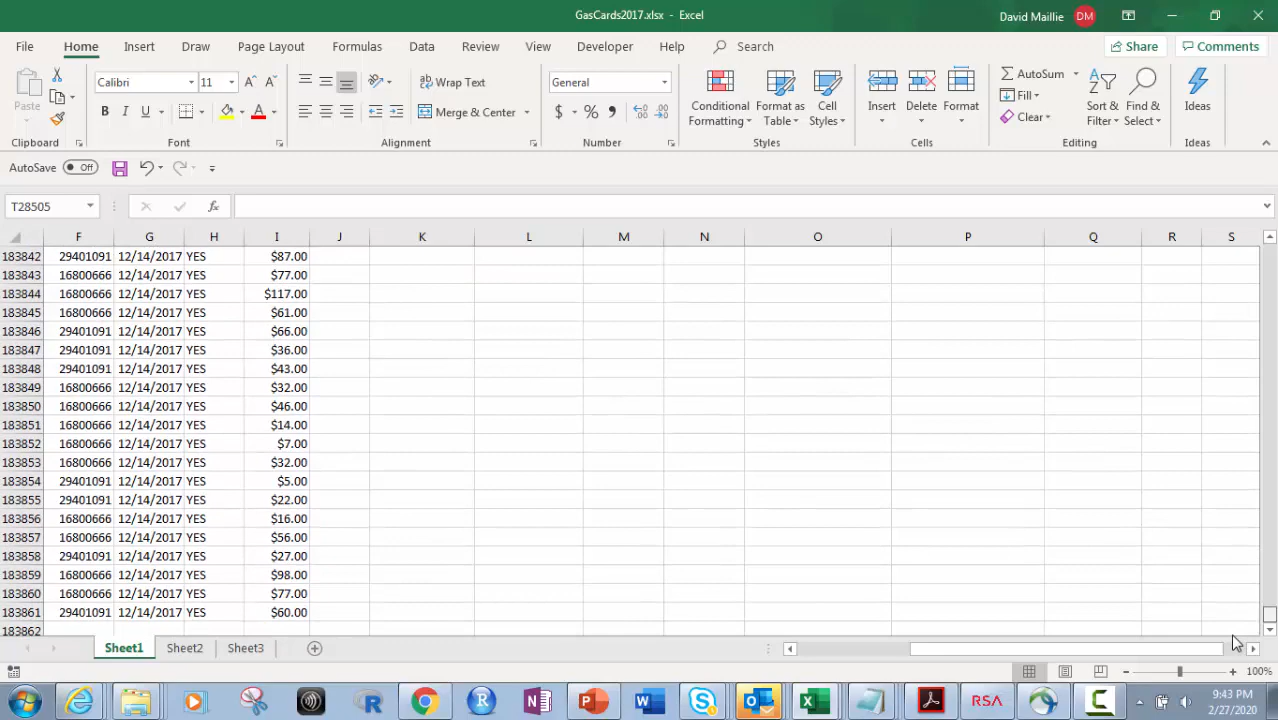 GasCards2017.xlsx - Excel
David Maillie DM
File Home Insert Draw Page Layout Formulas Data Review View Developer Help Search Share Comments
Paste
Calibri 11
Wrap Text
General
Conditional Formatting
Format as Table
Cell Styles
Insert
Delete
Format
AutoSum
Fill
Clear
Sort & Filter
Find & Select
Ideas
B I U
A
Merge & Center
$ % ,
Clipboard Font Alignment Number Styles Cells Editing Ideas
AutoSave Off
T28505 fx
F G H I J K L M N O P Q R S
183842 29401091 12/14/2017 YES $87.00
183843 16800666 12/14/2017 YES $77.00
183844 16800666 12/14/2017 YES $117.00
183845 16800666 12/14/2017 YES $61.00
183846 29401091 12/14/2017 YES $66.00
183847 29401091 12/14/2017 YES $36.00
183848 29401091 12/14/2017 YES $43.00
183849 16800666 12/14/2017 YES $32.00
183850 16800666 12/14/2017 YES $46.00
183851 16800666 12/14/2017 YES $14.00
183852 16800666 12/14/2017 YES $7.00
183853 16800666 12/14/2017 YES $32.00
183854 29401091 12/14/2017 YES $5.00
183855 29401091 12/14/2017 YES $22.00
183856 16800666 12/14/2017 YES $16.00
183857 16800666 12/14/2017 YES $56.00
183858 29401091 12/14/2017 YES $27.00
183859 16800666 12/14/2017 YES $98.00
183860 16800666 12/14/2017 YES $77.00
183861 29401091 12/14/2017 YES $60.00
183862
Sheet1 Sheet2 Sheet3
100%
RSA
9:43 PM
2/27/2020